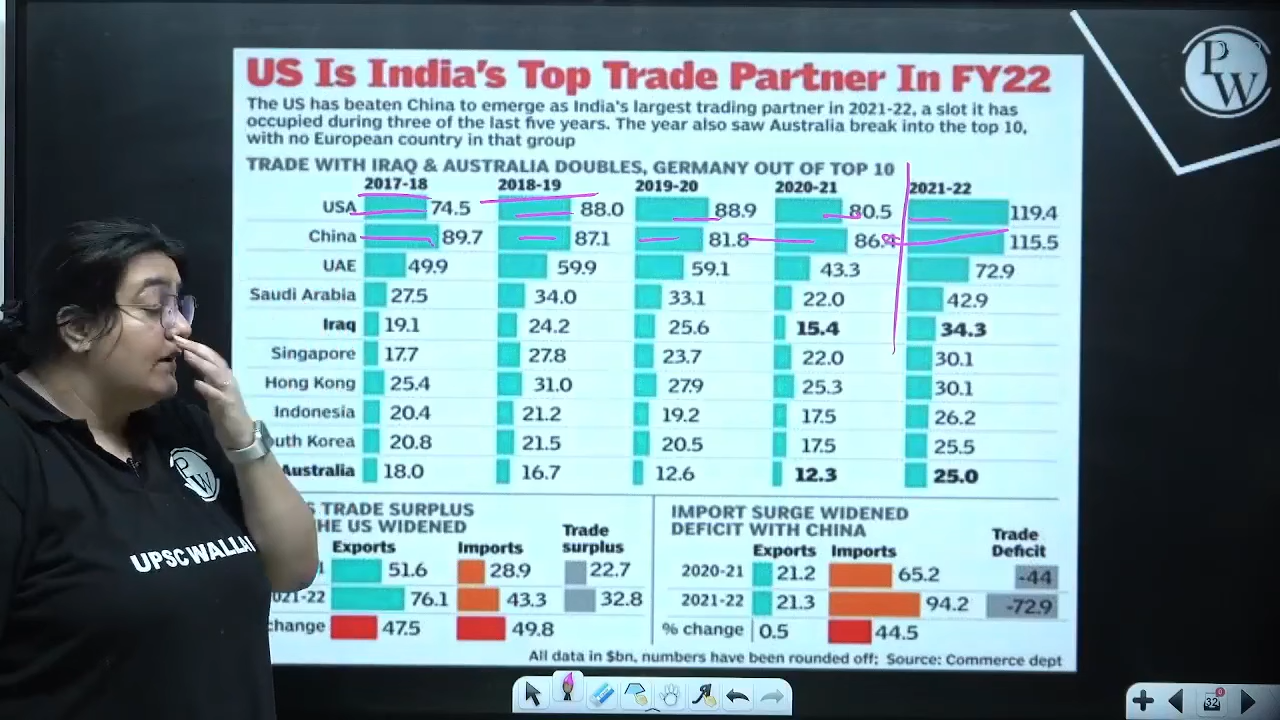 US Is India's Top Trade Partner In FY22
The US has beaten China to emerge as India's largest trading partner in 2021-22, a slot it has
occupied during three of the last five years. The year also saw Australia break into the top 10,
with no European country in that group
TRADE WITH IRAQ & AUSTRALIA DOUBLES, GERMANY OUT OF TOP 10
2017-18 2018-19 2019-20 2020-21 2021-22
USA 74.5 88.0 88.9 80.5 119.4
China 89.7 87.1 81.8 86.4 115.5
UAE 49.9 59.9 59.1 43.3 72.9
Saudi Arabia 27.5 34.0 33.1 22.0 42.9
Iraq 19.1 24.2 25.6 15.4 34.3
Singapore 17.7 27.8 23.7 22.0 30.1
Hong Kong 25.4 31.0 27.9 25.3 30.1
Indonesia 20.4 21.2 19.2 17.5 26.2
uth Korea 20.8 21.5 20.5 17.5 25.5
Australia 18.0 16.7 12.6 12.3 25.0
S TRADE SURPLUS
HE US WIDENED
Exports Imports Trade surplus
1 51.6 28.9 22.7
021-22 76.1 43.3 32.8
change 47.5 49.8
IMPORT SURGE WIDENED
DEFICIT WITH CHINA
Exports Imports Trade Deficit
2020-21 21.2 65.2 -44
2021-22 21.3 94.2 -72.9
% change 0.5 44.5
All data in $bn, numbers have been rounded off; Source: Commerce dept
PW
PW
UPSC WALLAH
32